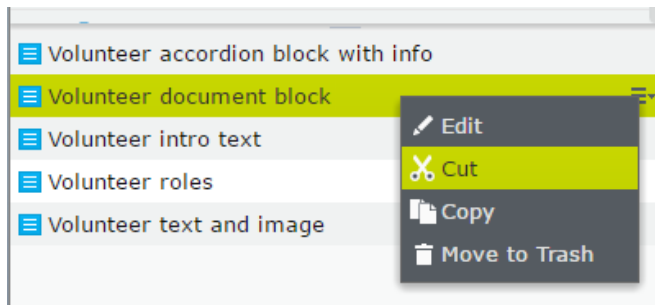 Volunteer accordion block with info
Volunteer document block
Edit
Volunteer intro text
Cut
Volunteer roles
Copy
Volunteer text and image
Move to Trash